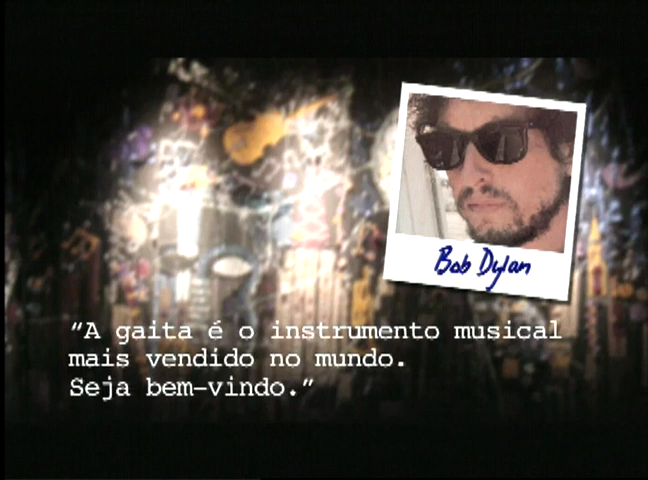 Bob Dylan
"A gaita é o instrumento musical
mais vendido no mundo.
Seja bem-vindo."